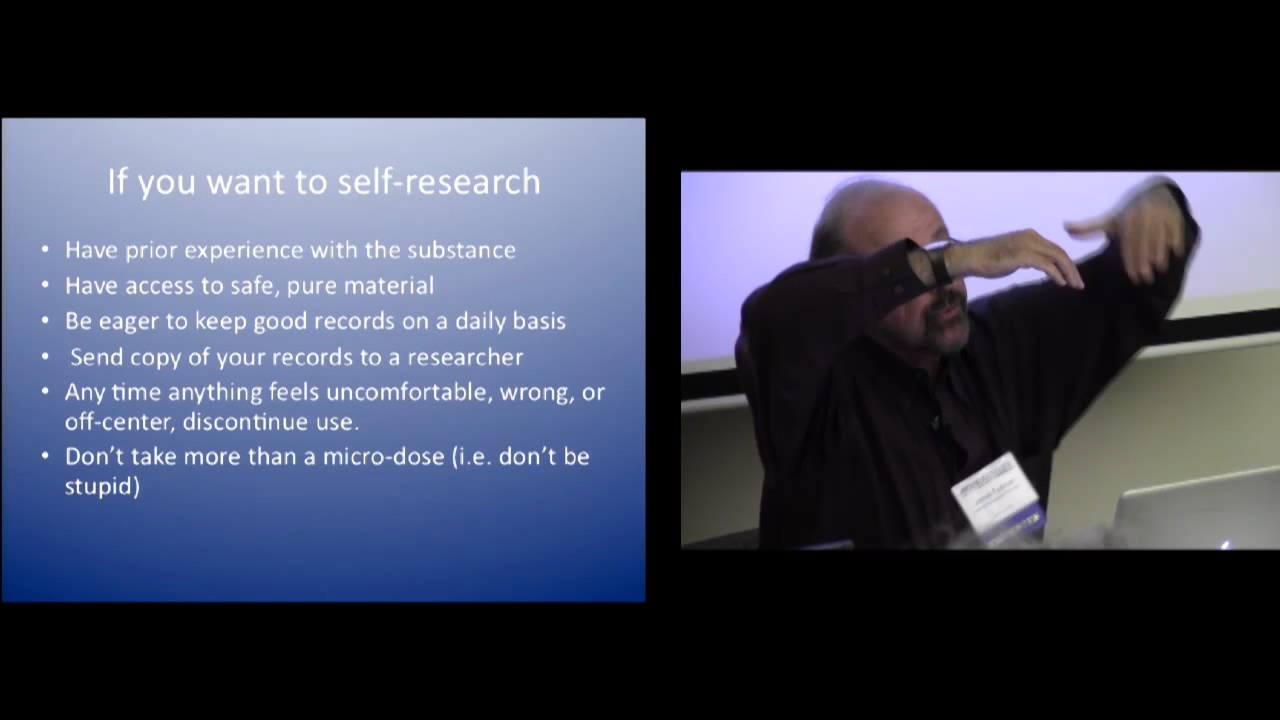 If you want to self-research
• Have prior experience with the substance
• Have access to safe, pure material
• Be eager to keep good records on a daily basis
• Send copy of your records to a researcher
• Any time anything feels uncomfortable, wrong, or
off-center, discontinue use.
• Don't take more than a micro-dose (i.e. don't be
stupid)